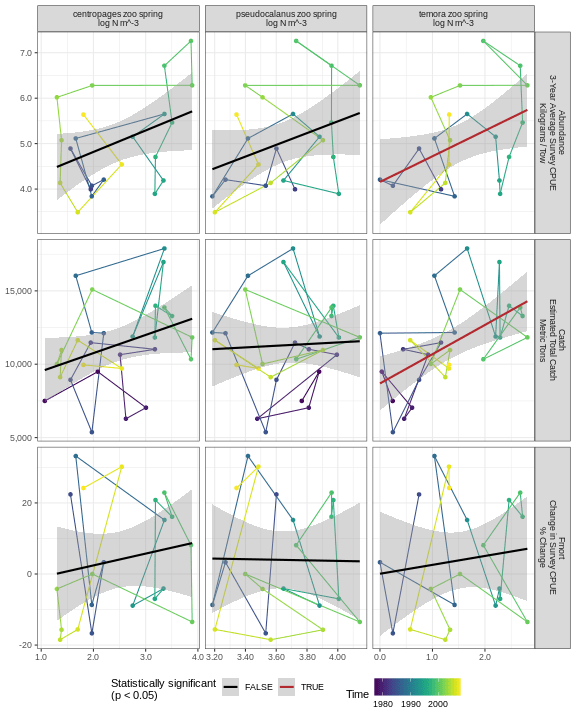 centropages zoo spring
log N m^-3
pseudocalanus zoo spring
log N m^-3
temora zoo spring
log N m^-3
7.0
6.0
5.0
4.0
Abundance
3-Year Average Survey CPUE
Kilograms / Tow
15,000
10,000
5,000
Catch
Estimated Total Catch
Metric Tons
20
0
-20
Fmort
Change in Survey CPUE
% Change
1.0 2.0 3.0 4.0 3.20 3.40 3.60 3.80 4.00 0.0 1.0 2.0
Statistically significant
(p < 0.05)
FALSE TRUE
Time
1980 1990 2000